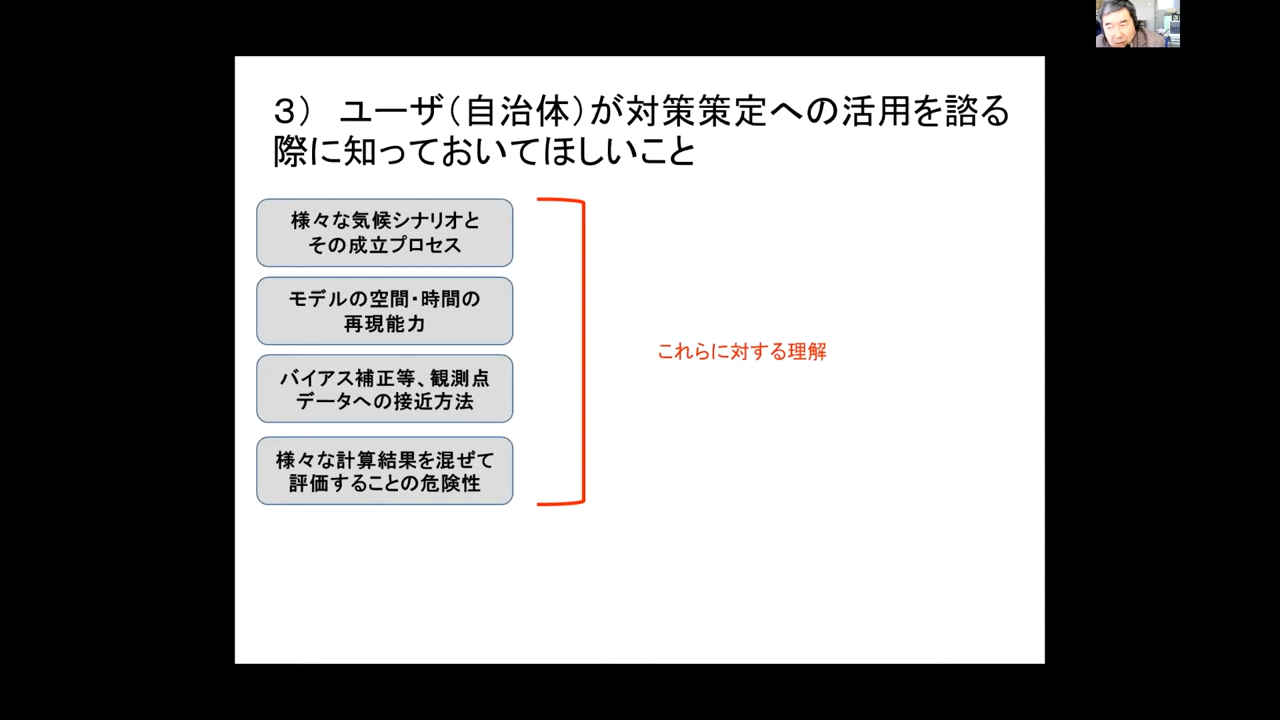 ３） ユーザ（自治体）が対策策定への活用を諮る
際に知っておいてほしいこと
様々な気候シナリオと
その成立プロセス
モデルの空間・時間の
再現能力
バイアス補正等、観測点
データへの接近方法
様々な計算結果を混ぜて
評価することの危険性
これらに対する理解